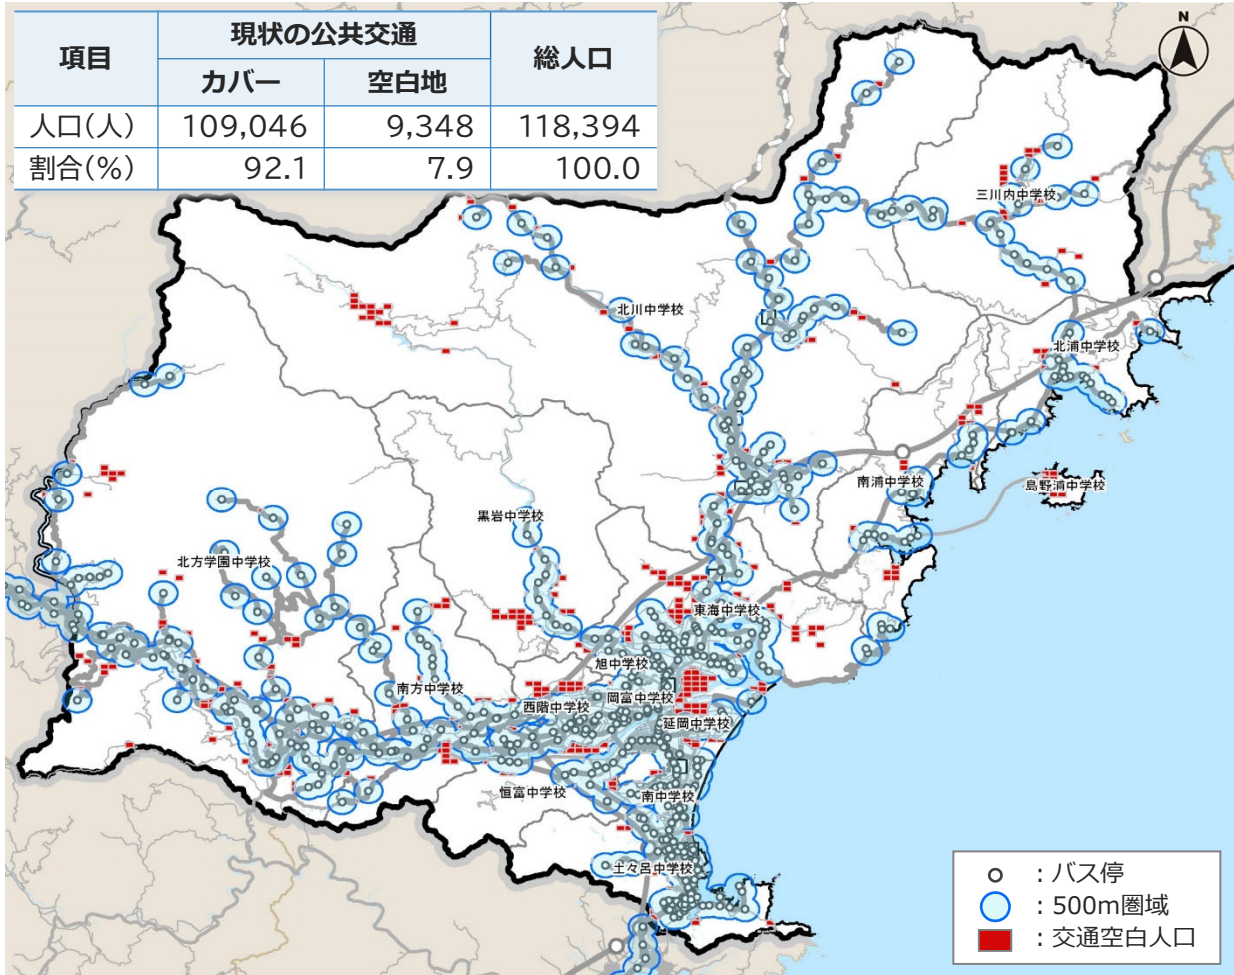 項目
現状の公共交通
総人口
カバー
空白地
人口(人)
109,046
9,348
118,394
割合(%)
92.1
7.9
100.0
N
三川内中学校
北川中学校
北浦中学校
南浦中学校
島野浦中学校
黒岩中学校
北方学園中学校
東海中学校
旭中学校
南方中学校
岡富中学校
西階中学校
延岡中学校
恒富中学校
南中学校
土々呂中学校
：バス停
：500m圏域
：交通空白人口